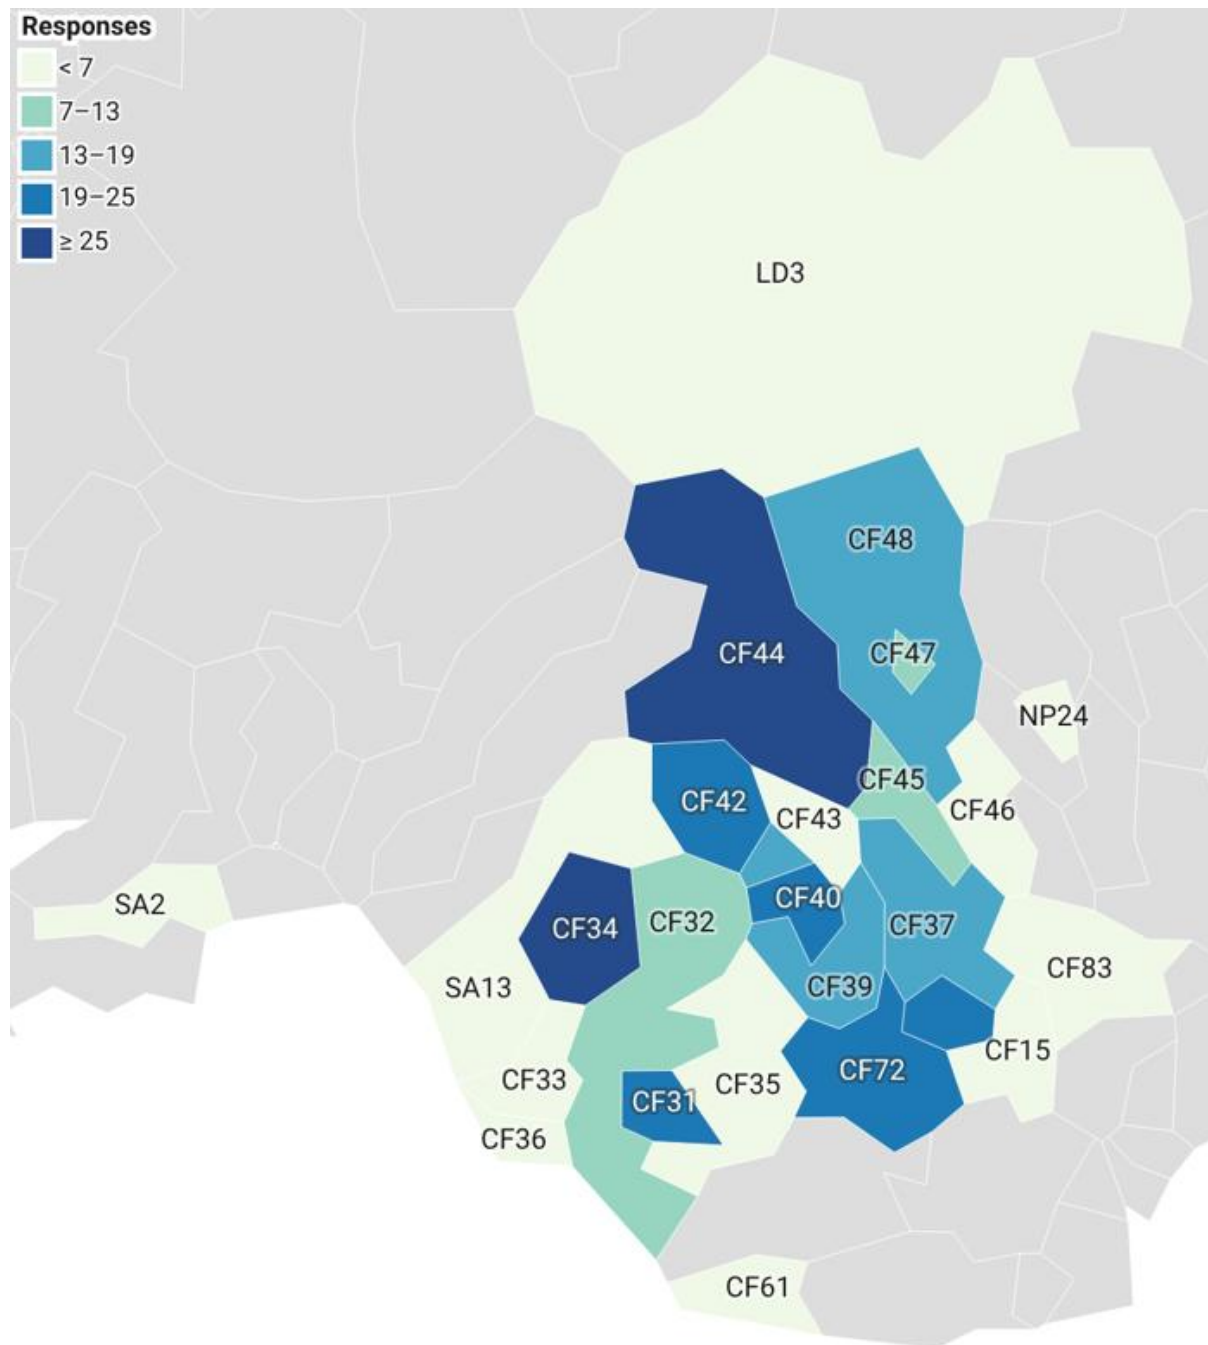 Responses
< 7
7–13
13–19
19–25
≥ 25
LD3
CF48
CF44
CF47
NP24
CF45
CF42
CF46
CF43
SA2
CF40
CF34
CF32
CF37
CF83
SA13
CF39
CF15
CF33
CF72
CF35
CF31
CF36
CF61